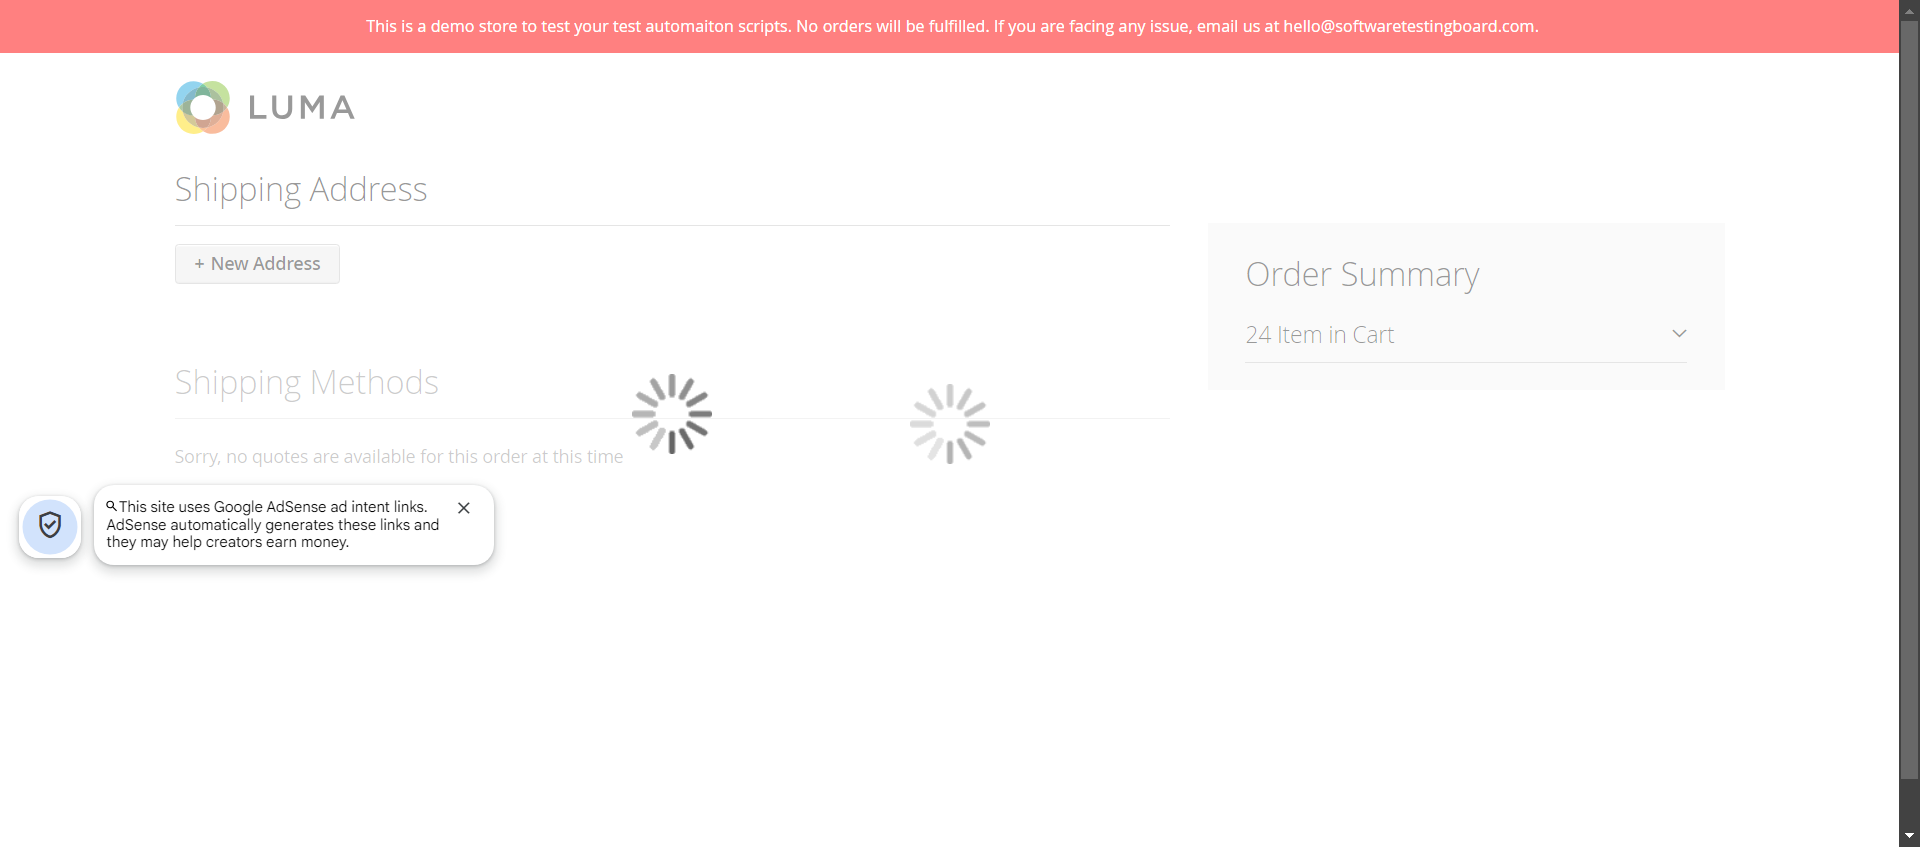 This is a demo store to test your test automaiton scripts. No orders will be fulfilled. If you are facing any issue, email us at hello@softwaretestingboard.com.
LUMA
Shipping Address
+ New Address
Order Summary
24 Item in Cart
Shipping Methods
Sorry, no quotes are available for this order at this time
This site uses Google AdSense ad intent links.
AdSense automatically generates these links and
they may help creators earn money.